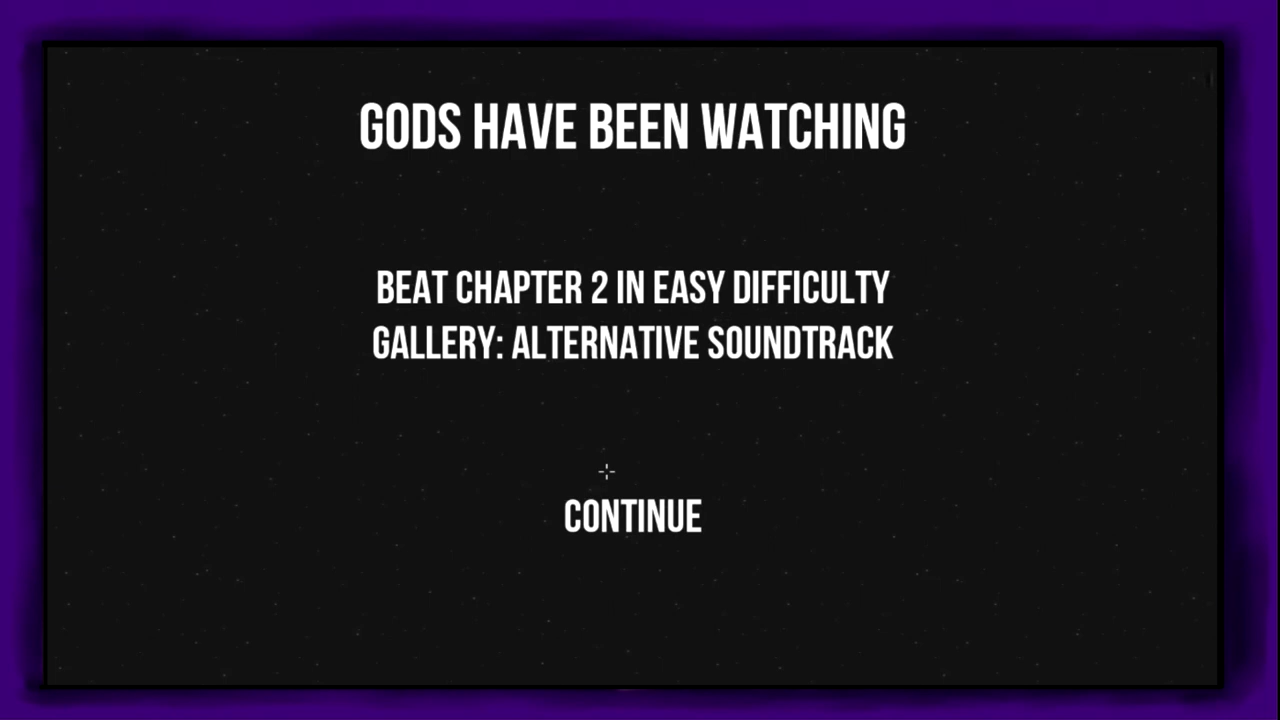 GODS HAVE BEEN WATCHING
BEAT CHAPTER 2 IN EASY DIFFICULTY
GALLERY: ALTERNATIVE SOUNDTRACK
CONTINUE